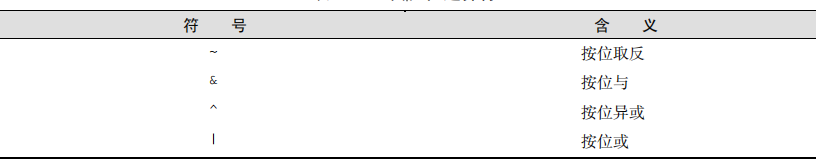 符 号 含 义
~ 按位取反
& 按位与
^ 按位异或
| 按位或